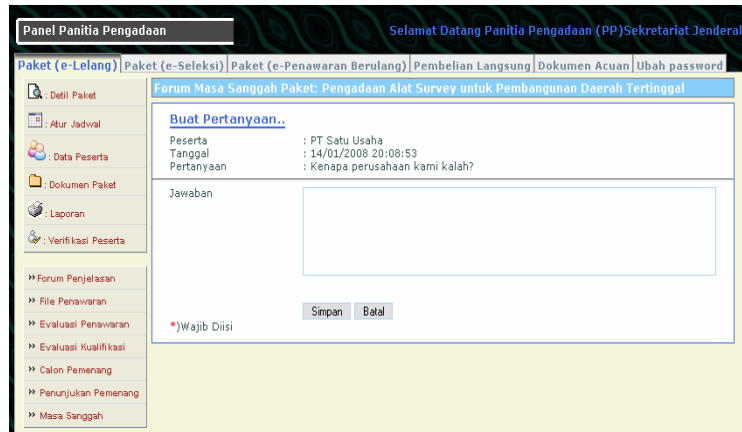 Panel Panitia Pengadaan
Selamat Datang Panitia Pengadaan (PP)Sekretariat Jenderal
Paket (e-Lelang) Paket (e-Seleksi) Paket (e-Penawaran Berulang) Pembelian Langsung Dokumen Acuan Ubah password
: Detil Paket
: Atur Jadwal
: Data Peserta
: Dokumen Paket
: Laporan
: Verifikasi Peserta
»Forum Penjelasan
» File Penawaran
» Evaluasi Penawaran
» Evaluasi Kualifikasi
» Calon Pemenang
» Penunjukan Pemenang
» Masa Sanggah
Forum Masa Sanggah Paket: Pengadaan Alat Survey untuk Pembangunan Daerah Tertinggal
Buat Pertanyaan..
Peserta : PT Satu Usaha
Tanggal : 14/01/2008 20:08:53
Pertanyaan : Kenapa perusahaan kami kalah?
Jawaban
Simpan Batal
*)Wajib Diisi